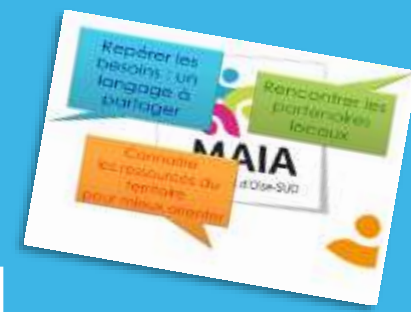 Repérer les
besoins : un
langage à
partager
Rencontrer les
partenaires
locaux
Connaître
les ressources du
territoire
pour mieux orienter
MAIA
d'Oise-SUD